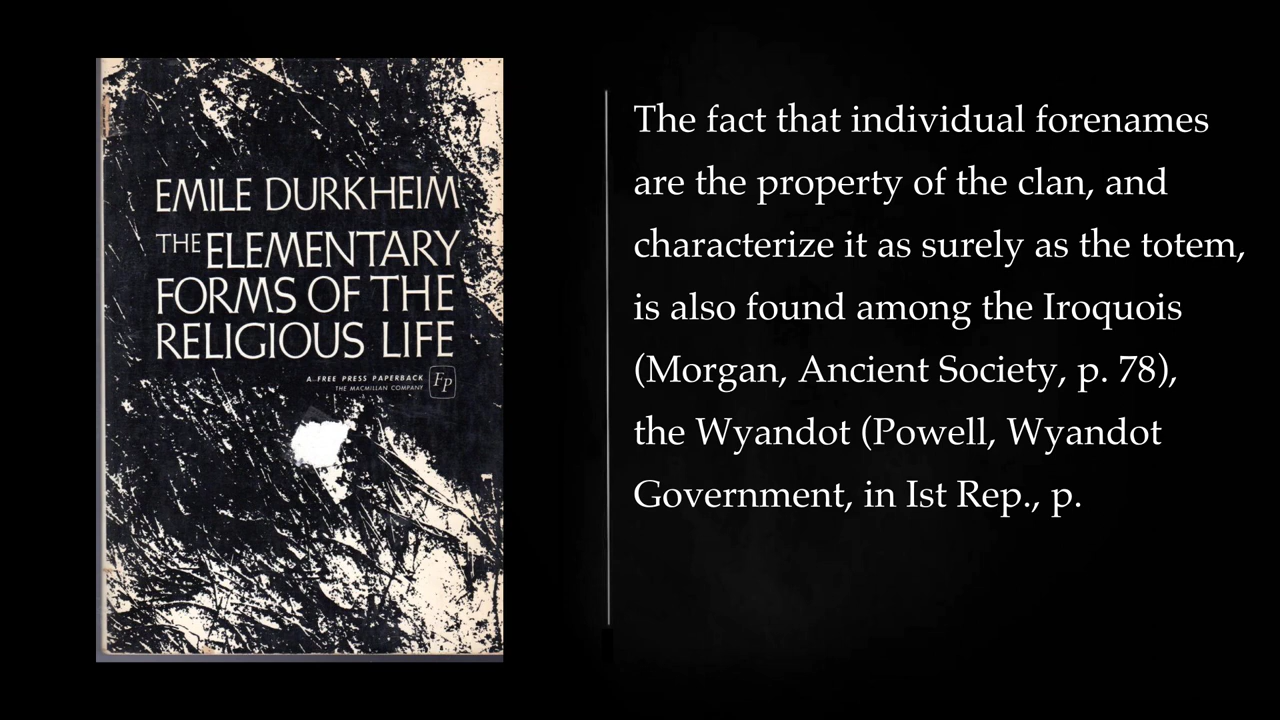 EMILE DURKHEIM
THE ELEMENTARY
FORMS OF THE
RELIGIOUS LIFE
A FREE PRESS PAPERBACK
THE MACMILLAN COMPANY
Fp
The fact that individual forenames
are the property of the clan, and
characterize it as surely as the totem,
is also found among the Iroquois
(Morgan, Ancient Society, p. 78),
the Wyandot (Powell, Wyandot
Government, in Ist Rep., p.